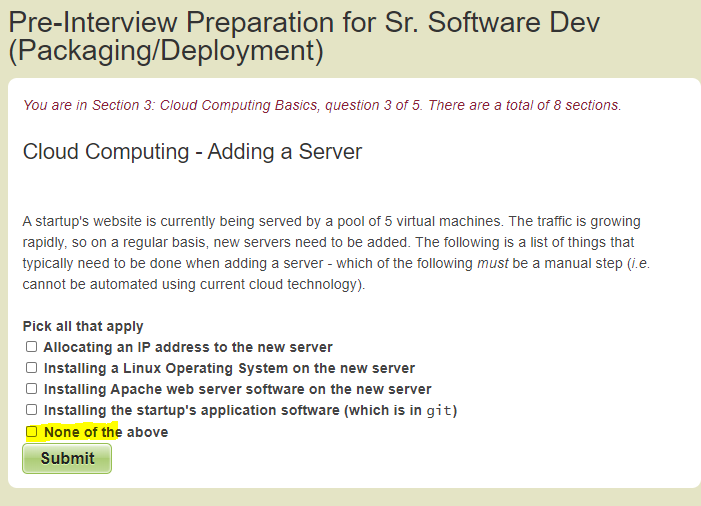 Pre-Interview Preparation for Sr. Software Dev
(Packaging/Deployment)
You are in Section 3: Cloud Computing Basics, question 3 of 5. There are a total of 8 sections.
Cloud Computing - Adding a Server
A startup's website is currently being served by a pool of 5 virtual machines. The traffic is growing
rapidly, so on a regular basis, new servers need to be added. The following is a list of things that
typically need to be done when adding a server - which of the following must be a manual step (i.e.
cannot be automated using current cloud technology).
Pick all that apply
Allocating an IP address to the new server
Installing a Linux Operating System on the new server
Installing Apache web server software on the new server
Installing the startup's application software (which is in git)
None of the above
Submit